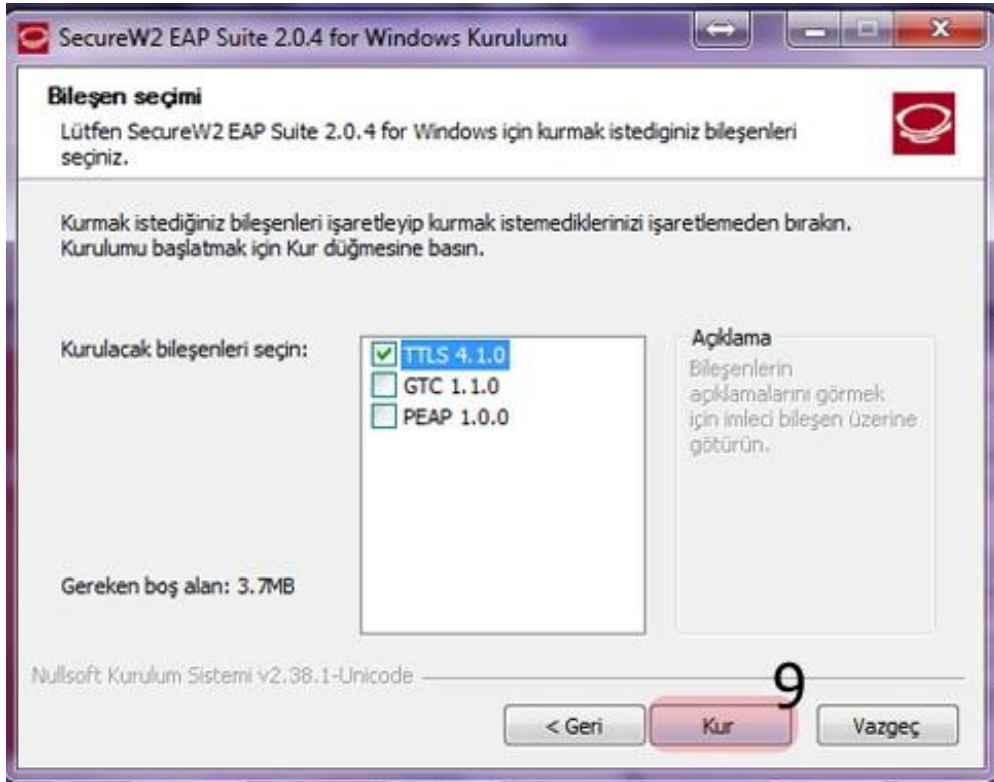 SecureW2 EAP Suite 2.0.4 for Windows Kurulumu
Bileşen seçimi
Lütfen SecureW2 EAP Suite 2.0.4 for Windows için kurmak istediginiz bileşenleri
seçiniz.
Kurmak istediğiniz bileşenleri işaretleyip kurmak istemediklerinizi işaretlemeden bırakın.
Kurulumu başlatmak için Kur düğmesine basın.
Kurulacak bileşenleri seçin:
TTLS 4.1.0
GTC 1.1.0
PEAP 1.0.0
Açıklama
Bileşenlerin
açıklamalarını görmek
için imleci bileşen üzerine
götürün.
Gereken boş alan: 3.7MB
Nullsoft Kurulum Sistemi v2.38.1-Unicode
9
< Geri
Kur
Vazgeç